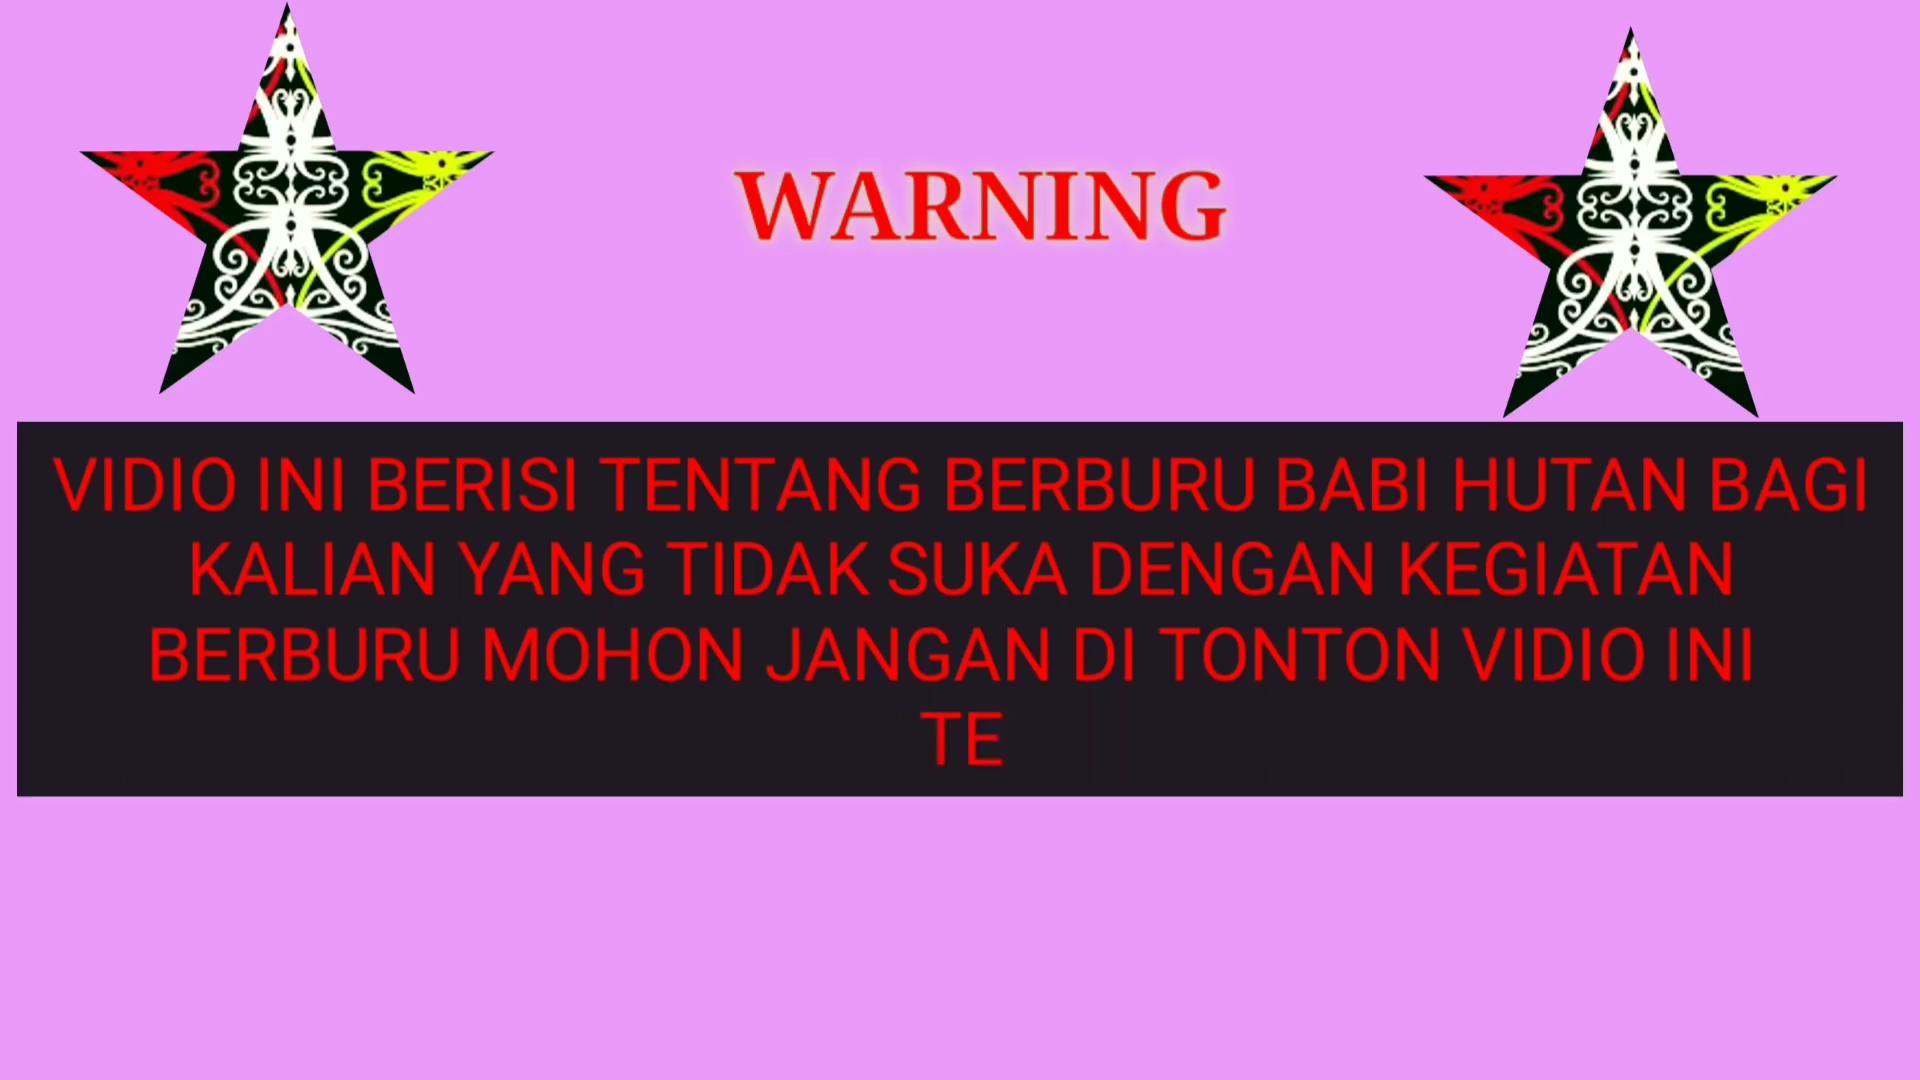 WARNING
VIDIO INI BERISI TENTANG BERBURU BABI HUTAN BAGI
KALIAN YANG TIDAK SUKA DENGAN KEGIATAN
BERBURU MOHON JANGAN DI TONTON VIDIO INI
TE